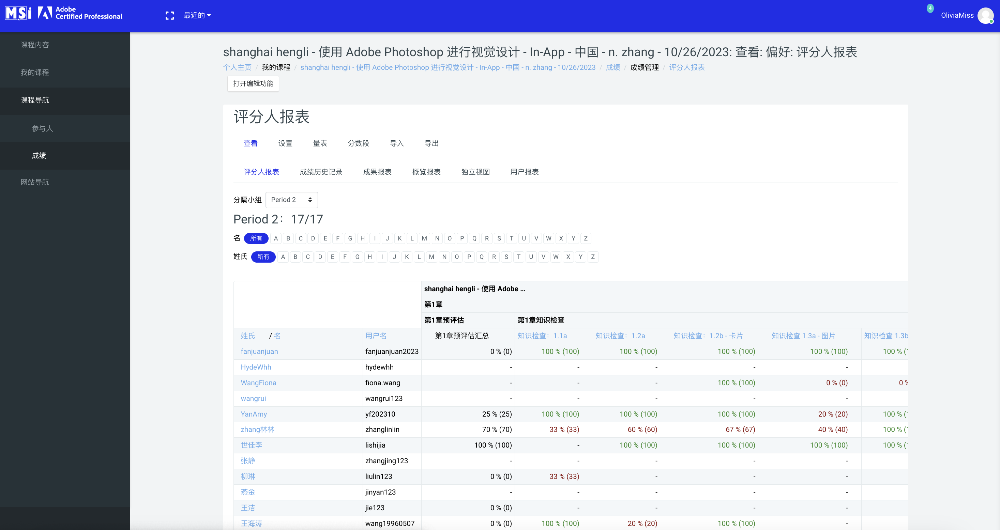 MSi Adobe Certified Professional
最近的
4
OliviaMiss
课程内容
我的课程
课程导航
参与人
成绩
网站导航
shanghai hengli - 使用 Adobe Photoshop 进行视觉设计 - In-App - 中国 - n. zhang - 10/26/2023: 查看: 偏好: 评分人报表
个人主页 / 我的课程 / shanghai hengli - 使用 Adobe Photoshop 进行视觉设计 - In-App - 中国 - n. zhang - 10/26/2023 / 成绩 / 成绩管理 / 评分人报表
打开编辑功能
评分人报表
查看 设置 量表 分数段 导入 导出
评分人报表 成绩历史记录 成果报表 概览报表 独立视图 用户报表
分隔小组 Period 2
Period 2：17/17
名 所有 A B C D E F G H I J K L M N O P Q R S T U V W X Y Z
姓氏 所有 A B C D E F G H I J K L M N O P Q R S T U V W X Y Z
shanghai hengli - 使用 Adobe ...
第1章
第1章预评估 第1章知识检查
姓氏 / 名 用户名 第1章预评估汇总 知识检查：1.1a 知识检查：1.2a 知识检查：1.2b - 卡片 知识检查 1.3a - 图片 知识检查 1.3b
fanjuanjuan fanjuanjuan2023 0 % (0) 100 % (100) 100 % (100) 100 % (100) 100 % (100) 100 % (1
HydeWhh hydewhh - - - - -
WangFiona fiona.wang - - - 100 % (100) 0 % (0) 0 %
wangrui wangrui123 - - - - -
YanAmy yf202310 25 % (25) 100 % (100) 100 % (100) 100 % (100) 20 % (20) 100 % (1
zhang林林 zhanglinlin 70 % (70) 33 % (33) 60 % (60) 67 % (67) 40 % (40) 100 % (1
世佳李 lishijia 100 % (100) - 100 % (100) 100 % (100) 100 % (100) 100 % (1
张静 zhangjing123 - - - - -
柳琳 liulin123 0 % (0) 33 % (33) - - -
燕金 jinyan123 - - - - -
王洁 jie123 0 % (0) - - - -
王海涛 wang19960507 0 % (0) 100 % (100) 20 % (20) 100 % (100) -